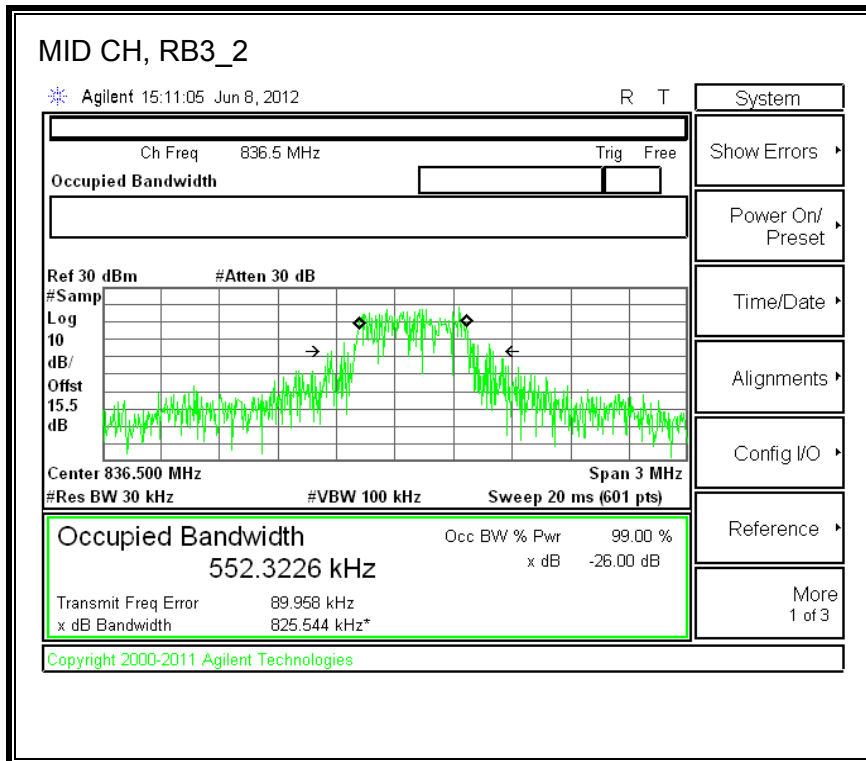 MID CH, RB3_2
Agilent 15:11:05 Jun 8, 2012 R T
System
Ch Freq 836.5 MHz Trig Free
Occupied Bandwidth
Show Errors
Power On/
Preset
Time/Date
Alignments
Config I/O
Reference
More
1 of 3
Ref 30 dBm #Atten 30 dB
#Samp
Log
10
dB/
Offst
15.5
dB
Center 836.500 MHz Span 3 MHz
#Res BW 30 kHz #VBW 100 kHz Sweep 20 ms (601 pts)
Occupied Bandwidth Occ BW % Pwr 99.00 %
552.3226 kHz x dB -26.00 dB
Transmit Freq Error 89.958 kHz
x dB Bandwidth 825.544 kHz*
Copyright 2000-2011 Agilent Technologies